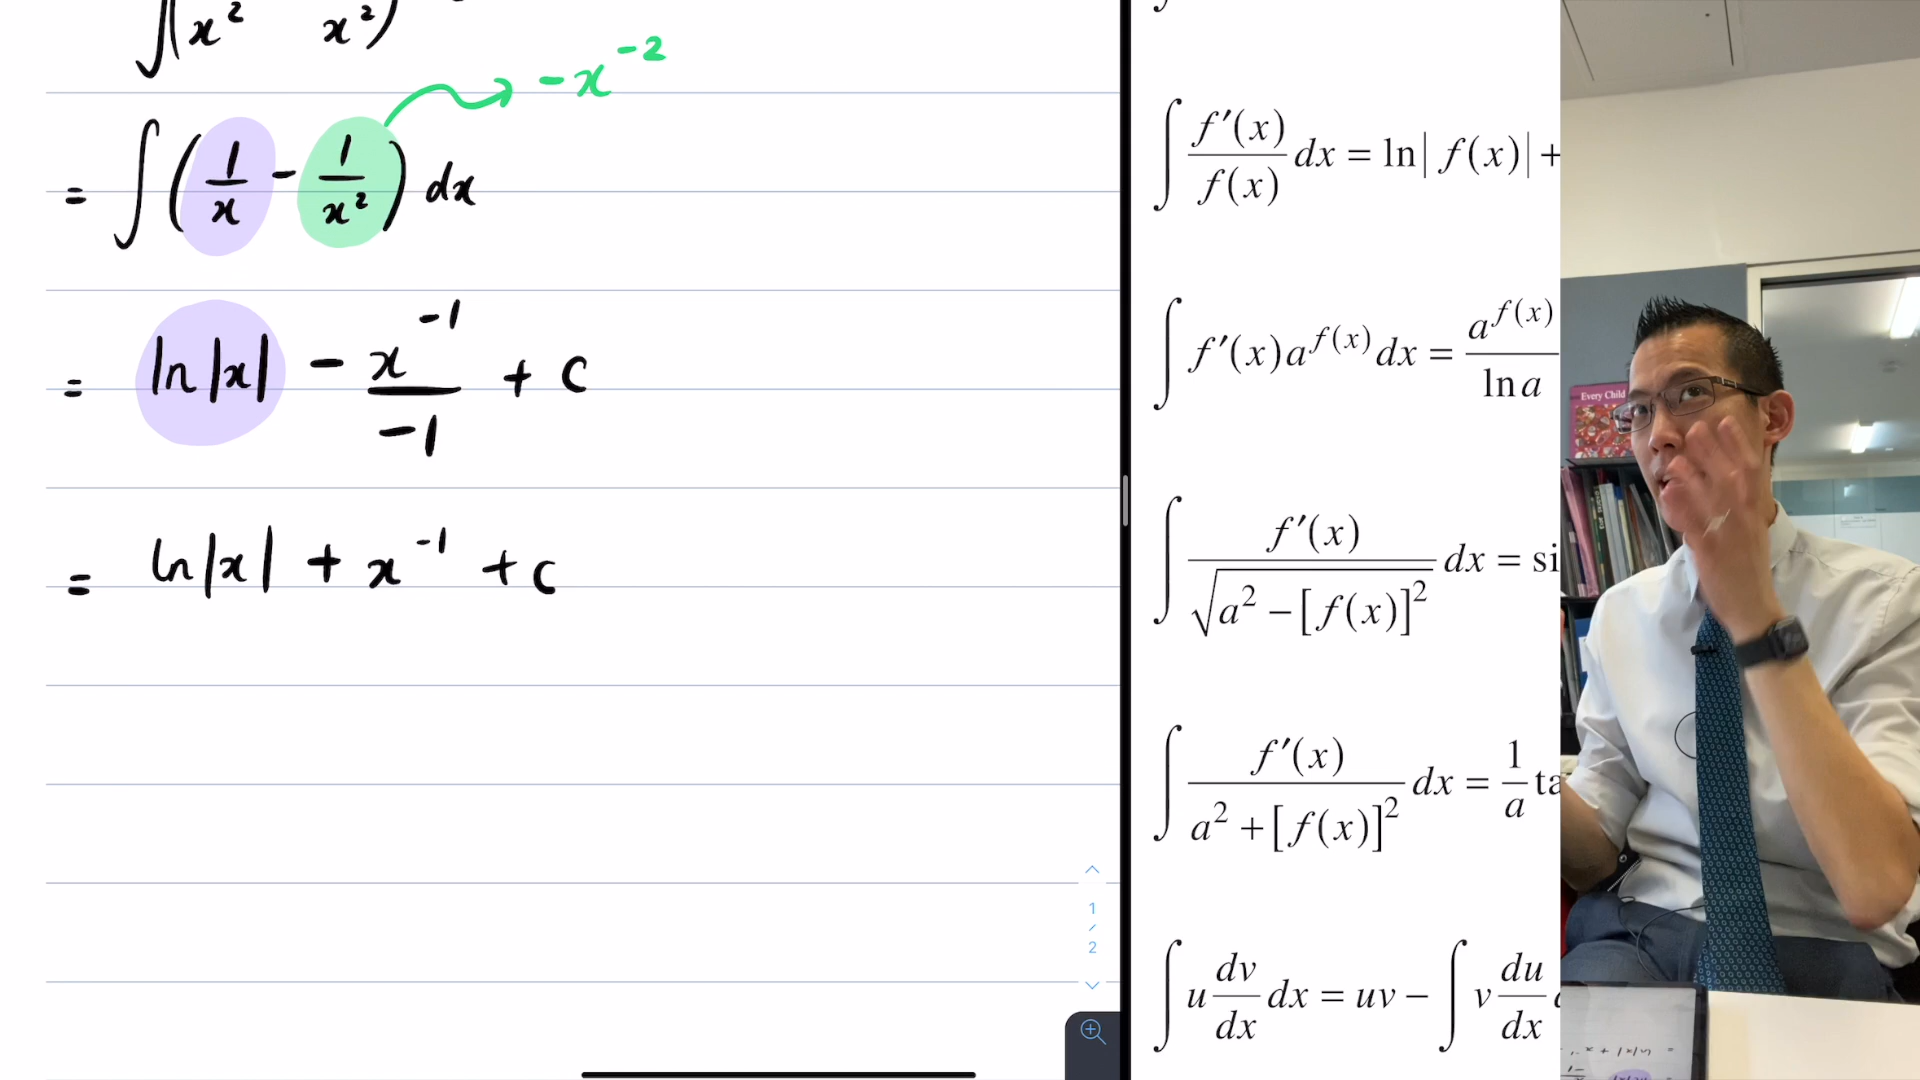 ∫(x² x²)
→ -x⁻²
= ∫(1/x - 1/x²) dx
= ln|x| - x⁻¹/-1 + c
= ln|x| + x⁻¹ + c
1/2
∫ f′(x)/f(x) dx = ln|f(x)| +
∫ f′(x)a^f(x) dx = a^f(x)/ln a
∫ f′(x)/√(a² - [f(x)]²) dx = si
∫ f′(x)/(a² + [f(x)]²) dx = 1/a ta
∫ u dv/dx dx = uv - ∫ v du/dx
Every Child